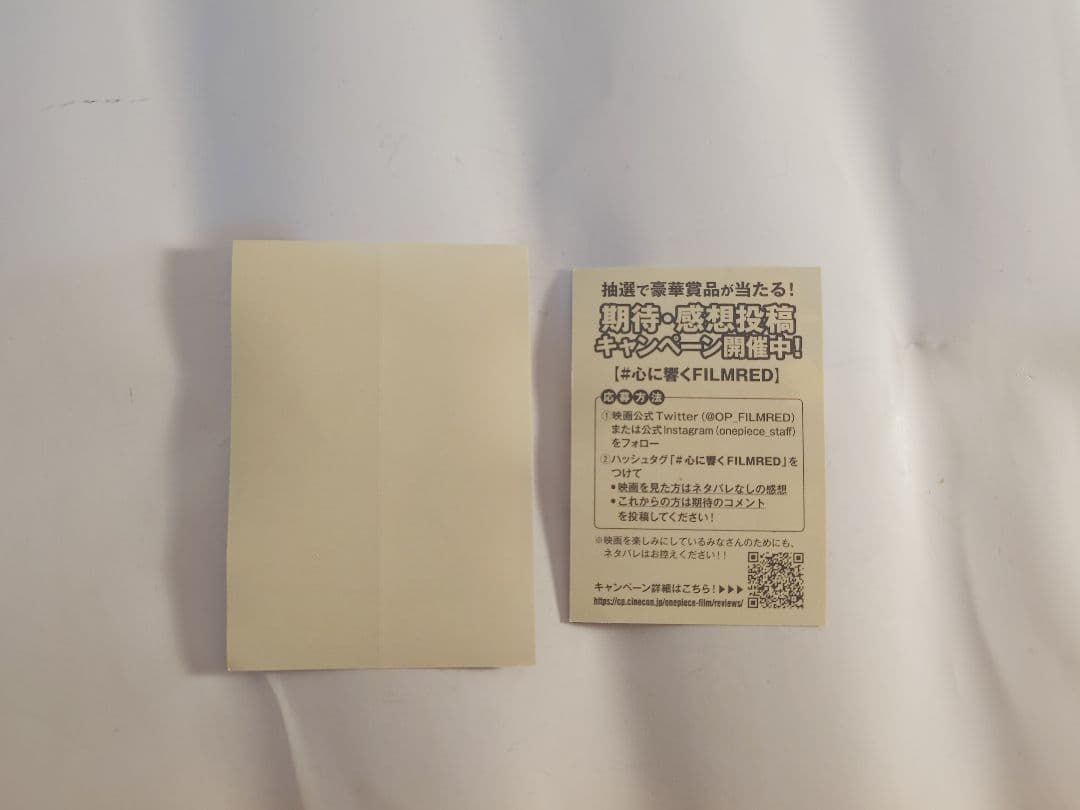 抽選で豪華賞品が当たる!
期待・感想投稿
キャンペーン開催中!
【#心に響くFILMRED】
応募方法
①映画公式Twitter(@OP_FILMRED)
または公式Instagram(onepiece_staff)
をフォロー
②ハッシュタグ「#心に響くFILMRED」を
つけて
●映画を見た方はネタバレなしの感想
●これからの方は期待のコメント
を投稿してください!
※映画を楽しみにしているみなさんのためにも、
ネタバレはお控えください!!
キャンペーン詳細はこちら!▶▶▶
https://cp.cinecon.jp/onepiece-film/reviews/